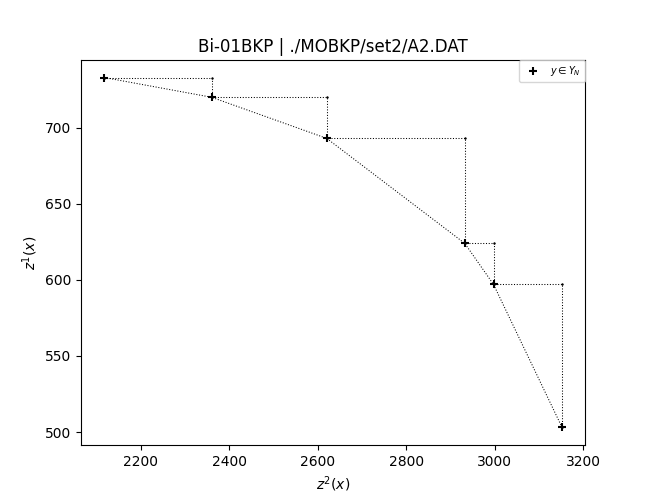 Bi-01BKP | ./MOBKP/set2/A2.DAT
y ∈ Y_N
700
650
600
550
500
z^1(x)
2200 2400 2600 2800 3000 3200
z^2(x)